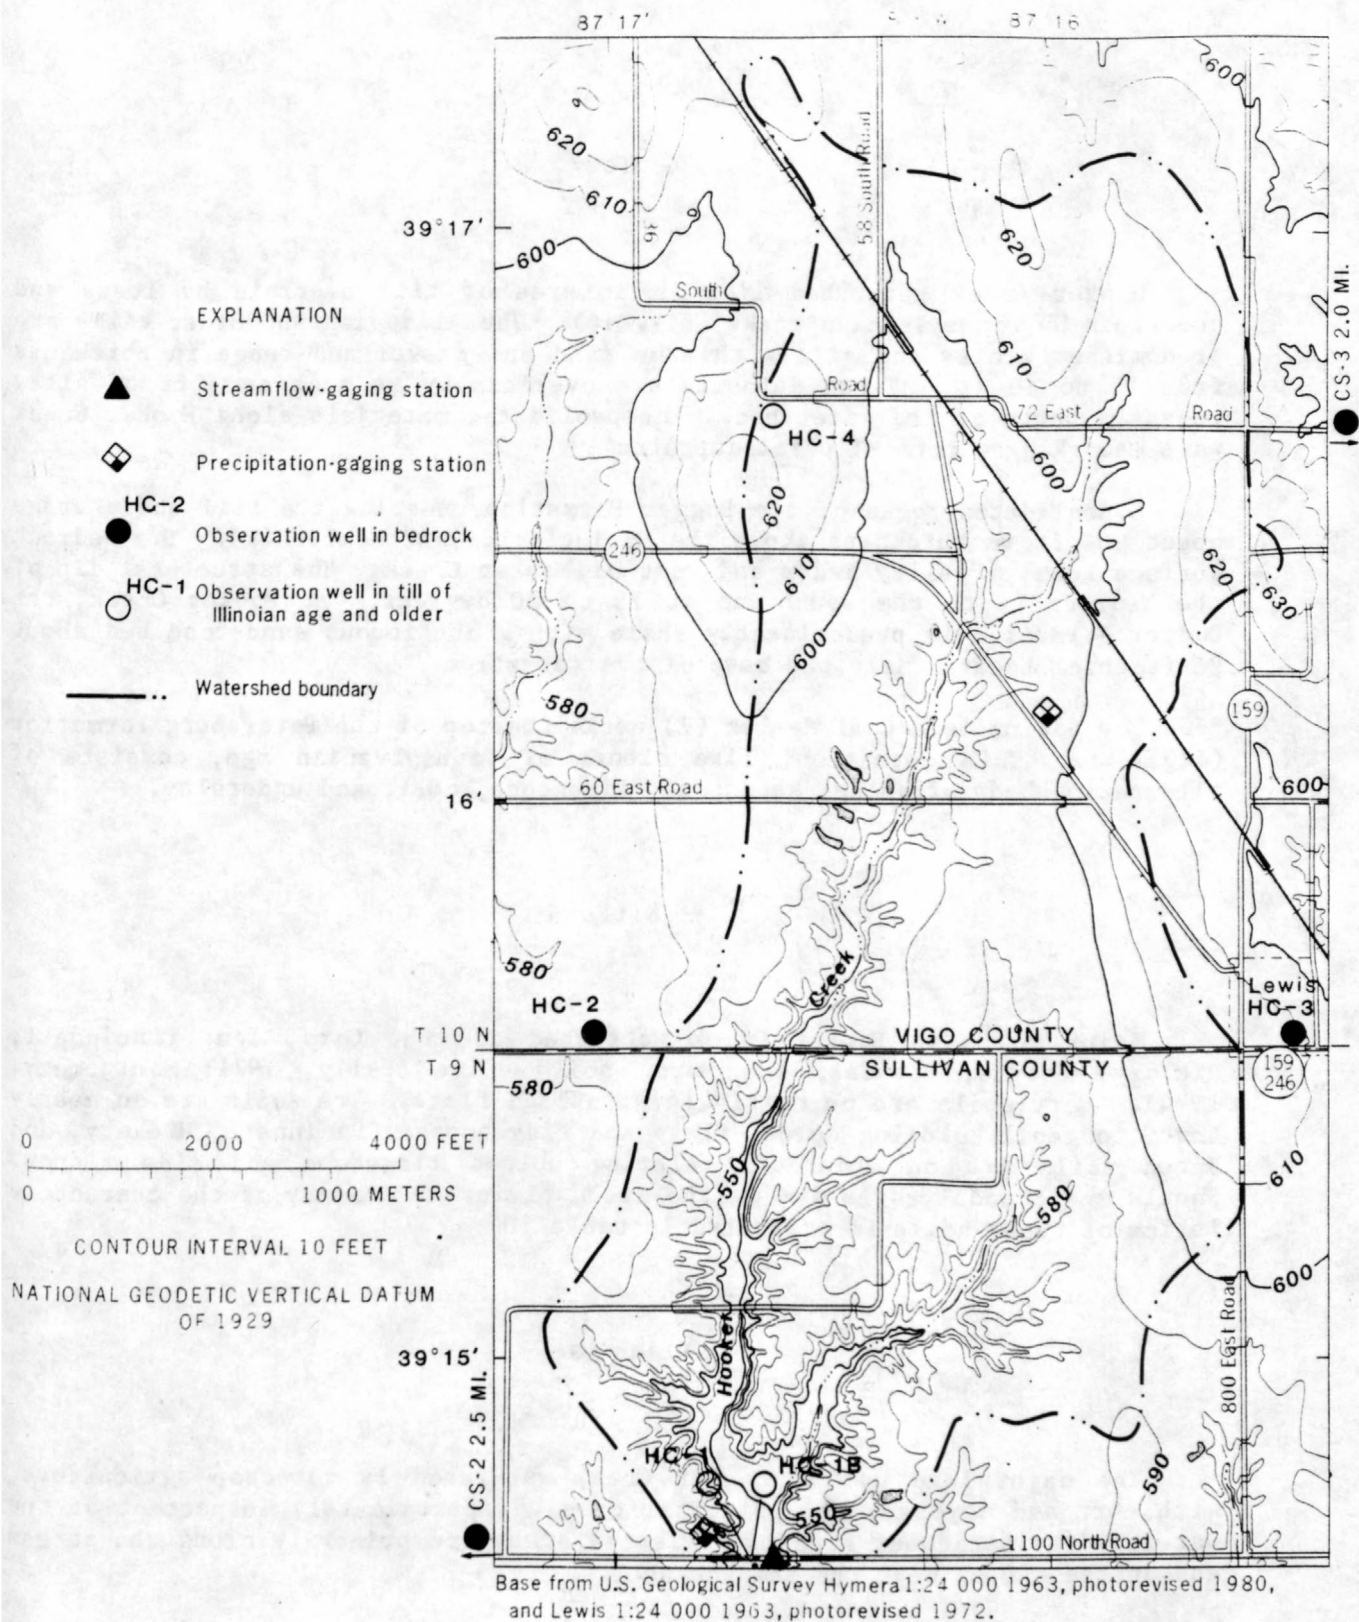 87°17′
87°16
600
620
610
58 South Road
39°17′
600
36
620
South
EXPLANATION
CS-3 2.0 MI.
610
Streamflow-gaging station
Road
72 East
Road
HC-4
Precipitation-gaging station
600
HC-2
620
Observation well in bedrock
246
610
620
630
HC-1
Observation well in till of
Illinoian age and older
600
Watershed boundary
580
159
16
60 East Road
600
580
Creek
Lewis
HC-2
HC-3
T 10 N
VIGO COUNTY
T 9 N
SULLIVAN COUNTY
159
246
580
0 2000 4000 FEET
0 1000 METERS
550
580
610
CONTOUR INTERVAL 10 FEET
NATIONAL GEODETIC VERTICAL DATUM
OF 1929
600
Hooker
800 East Road
39°15′
CS-2 2.5 MI.
HC-1
HC-1B
590
550
1100 North Road
Base from U.S. Geological Survey Hymera 1:24 000 1963, photorevised 1980,
and Lewis 1:24 000 1963, photorevised 1972.